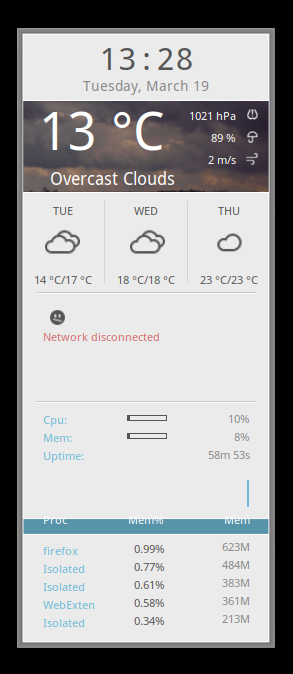 13:28
Tuesday, March 19
13 °C
1021 hPa
89 %
2 m/s
Overcast Clouds
TUE WED THU
14 °C/17 °C 18 °C/18 °C 23 °C/23 °C
Network disconnected
Cpu: 10%
Mem: 8%
Uptime: 58m 53s
Proc Mem% Mem
firefox 0.99% 623M
Isolated 0.77% 484M
Isolated 0.61% 383M
WebExten 0.58% 361M
Isolated 0.34% 213M